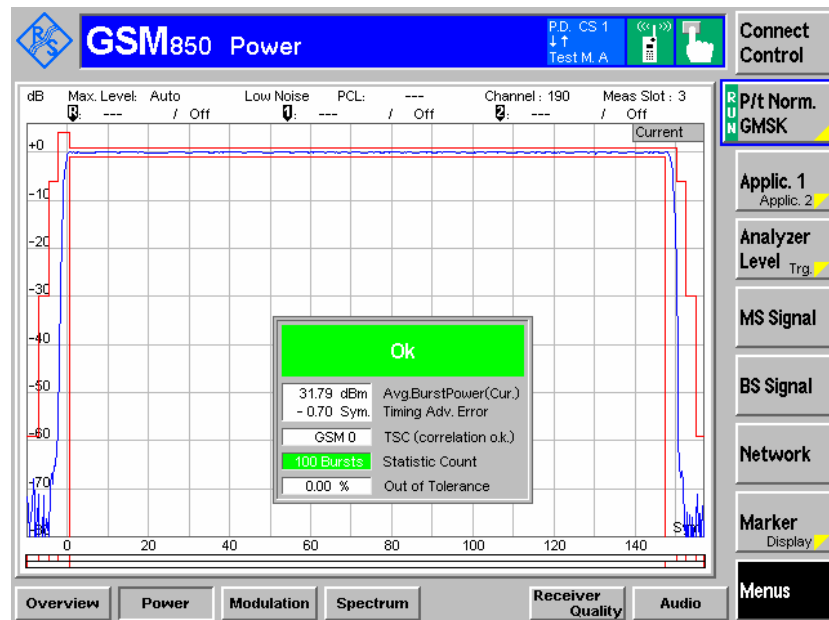 R&S
GSM850 Power
P.D. CS 1
↓↑
Test M. A
Connect Control
dB Max. Level: Auto Low Noise PCL: --- Channel : 190 Meas Slot : 3
R: --- / Off 1: --- / Off 2: --- / Off
Current
RUN
P/t Norm. GMSK
Applic. 1
Applic. 2
Analyzer Level Trg.
MS Signal
BS Signal
Network
Marker
Display
Menus
+0
-10
-20
-30
-40
-50
-60
-70
-80
Ok
31.79 dBm Avg.BurstPower(Cur.)
- 0.70 Sym. Timing Adv. Error
GSM 0 TSC (correlation o.k.)
100 Bursts Statistic Count
0.00 % Out of Tolerance
0 20 40 60 80 100 120 140
Overview Power Modulation Spectrum Receiver Quality Audio